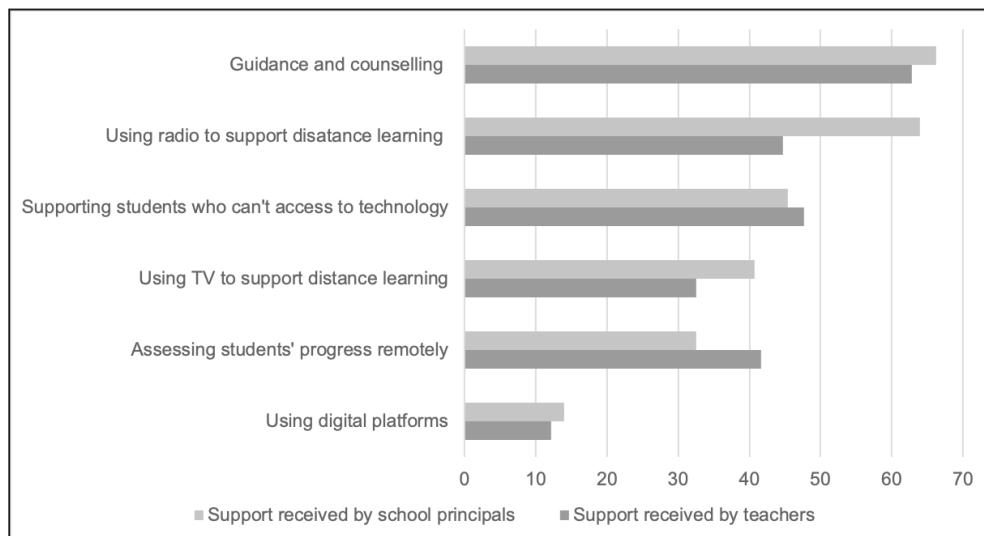 Guidance and counselling
Using radio to support disatance learning
Supporting students who can't access to technology
Using TV to support distance learning
Assessing students' progress remotely
Using digital platforms
0 10 20 30 40 50 60 70
Support received by school principals Support received by teachers